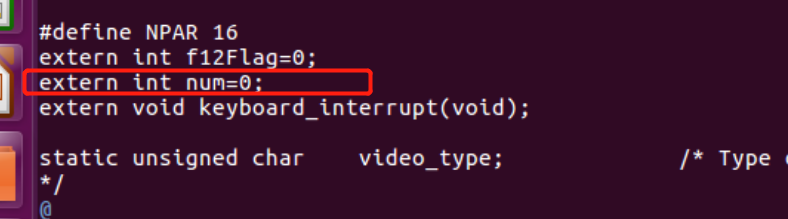 #define NPAR 16
extern int f12Flag=0;
extern int num=0;
extern void keyboard_interrupt(void);
static unsigned char    video_type;             /* Type
*/
@